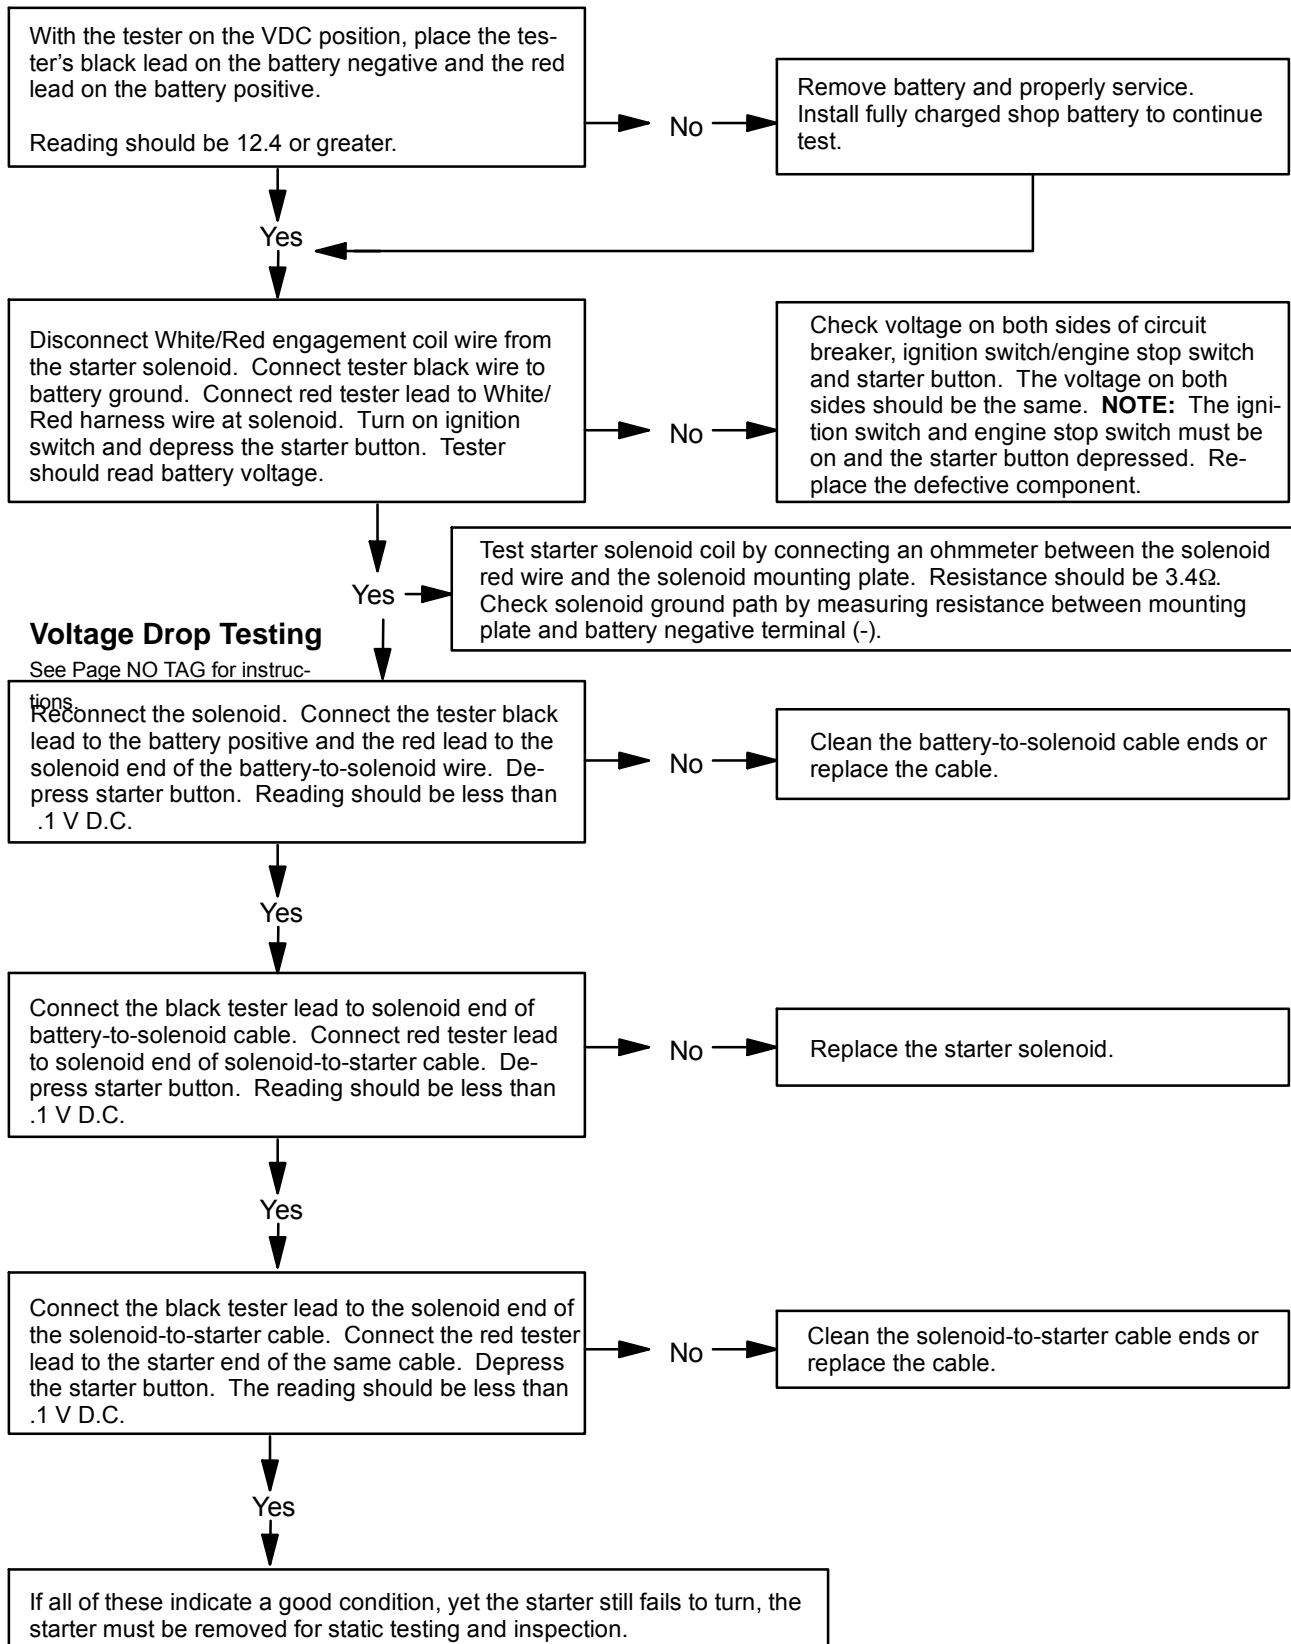 With the tester on the VDC position, place the tes-
ter's black lead on the battery negative and the red
lead on the battery positive.
Reading should be 12.4 or greater.
No
Remove battery and properly service.
Install fully charged shop battery to continue
test.
Yes
Disconnect White/Red engagement coil wire from
the starter solenoid.  Connect tester black wire to
battery ground.  Connect red tester lead to White/
Red harness wire at solenoid.  Turn on ignition
switch and depress the starter button.  Tester
should read battery voltage.
No
Check voltage on both sides of circuit
breaker, ignition switch/engine stop switch
and starter button.  The voltage on both
sides should be the same.  NOTE:  The igni-
tion switch and engine stop switch must be
on and the starter button depressed.  Re-
place the defective component.
Yes
Test starter solenoid coil by connecting an ohmmeter between the solenoid
red wire and the solenoid mounting plate.  Resistance should be 3.4Ω.
Check solenoid ground path by measuring resistance between mounting
plate and battery negative terminal (-).
Voltage Drop Testing
See Page NO TAG for instruc-
tions.
Reconnect the solenoid.  Connect the tester black
lead to the battery positive and the red lead to the
solenoid end of the battery-to-solenoid wire.  De-
press starter button.  Reading should be less than
.1 V D.C.
No
Clean the battery-to-solenoid cable ends or
replace the cable.
Yes
Connect the black tester lead to solenoid end of
battery-to-solenoid cable.  Connect red tester lead
to solenoid end of solenoid-to-starter cable.  De-
press starter button.  Reading should be less than
.1 V D.C.
No
Replace the starter solenoid.
Yes
Connect the black tester lead to the solenoid end of
the solenoid-to-starter cable.  Connect the red tester
lead to the starter end of the same cable.  Depress
the starter button.  The reading should be less than
.1 V D.C.
No
Clean the solenoid-to-starter cable ends or
replace the cable.
Yes
If all of these indicate a good condition, yet the starter still fails to turn, the
starter must be removed for static testing and inspection.